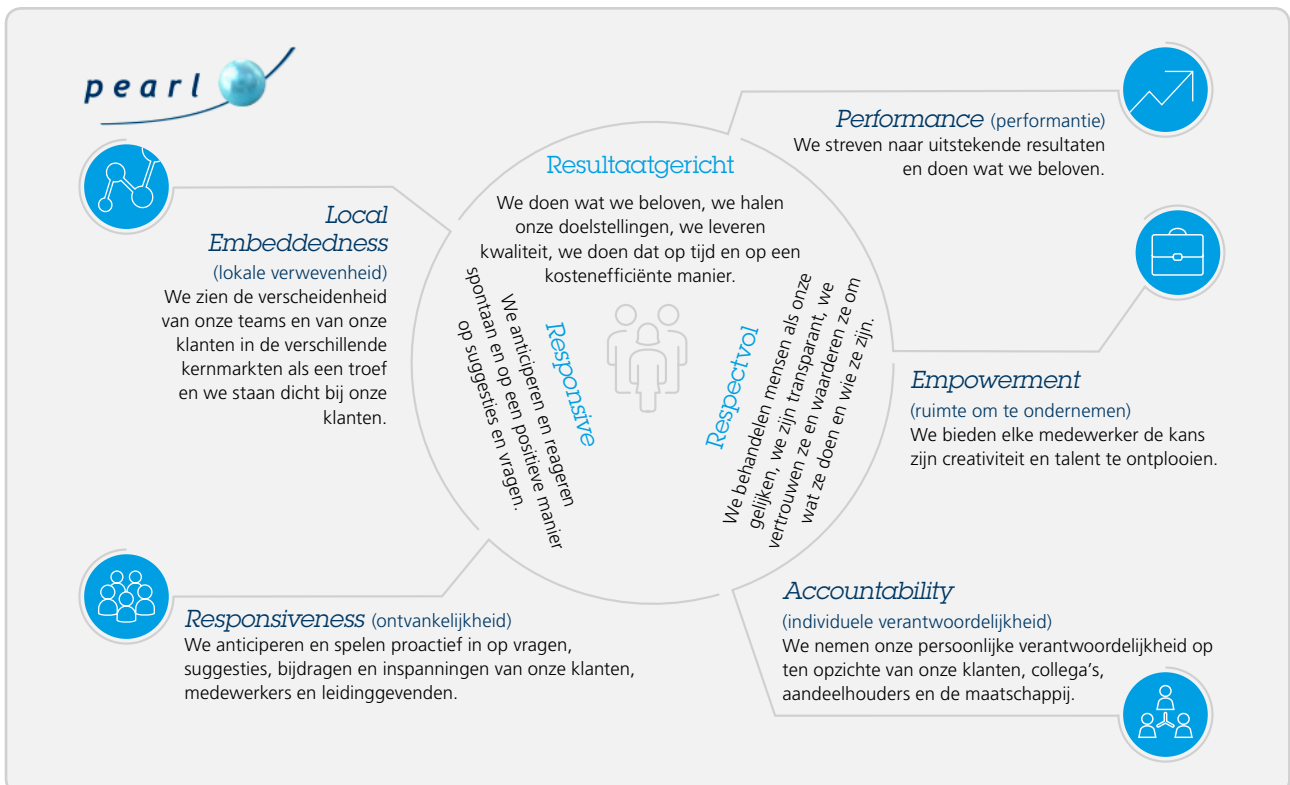 pearl
Performance (performantie)
We streven naar uitstekende resultaten
en doen wat we beloven.
Resultaatgericht
We doen wat we beloven, we halen
onze doelstellingen, we leveren
kwaliteit, we doen dat op tijd en op een
kostenefficiënte manier.
Local
Embeddedness
(lokale verwevenheid)
We zien de verscheidenheid
van onze teams en van onze
klanten in de verschillende
kernmarkten als een troef
en we staan dicht bij onze
klanten.
Responsive
We anticiperen en reageren
spontaan en op een positieve manier
op suggesties en vragen.
Respectvol
We behandelen mensen als onze
gelijken, we zijn transparant, we
vertrouwen ze en waarderen ze om
wat ze doen en wie ze zijn.
Empowerment
(ruimte om te ondernemen)
We bieden elke medewerker de kans
zijn creativiteit en talent te ontplooien.
Responsiveness (ontvankelijkheid)
We anticiperen en spelen proactief in op vragen,
suggesties, bijdragen en inspanningen van onze klanten,
medewerkers en leidinggevenden.
Accountability
(individuele verantwoordelijkheid)
We nemen onze persoonlijke verantwoordelijkheid op
ten opzichte van onze klanten, collega's,
aandeelhouders en de maatschappij.